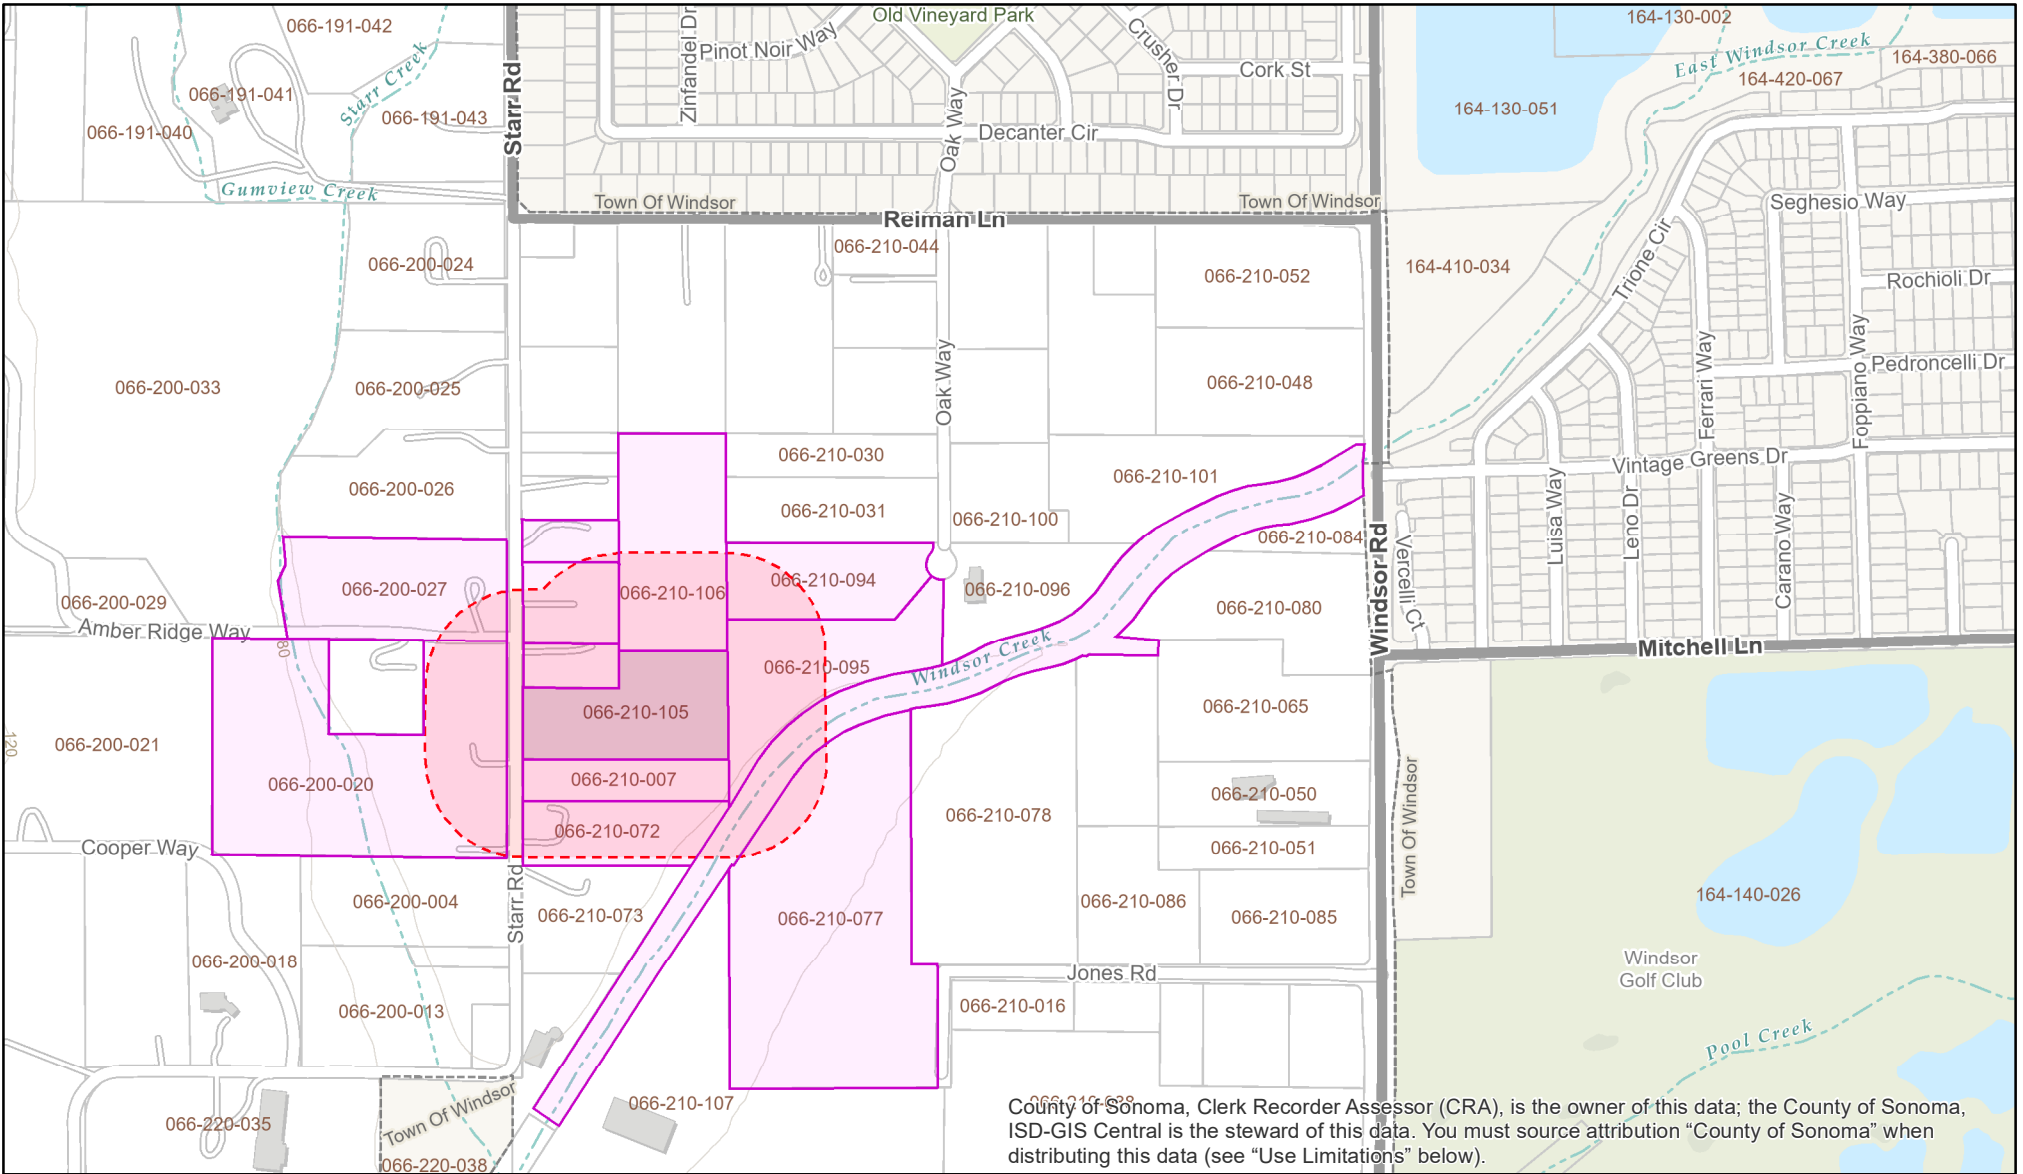 066-191-042
Old Vineyard Park
164-130-002
Pinot Noir Way
Zinfandel Dr
Crusher Dr
Cork St
East Windsor Creek
164-380-066
164-420-067
066-191-041
Starr Creek
066-191-043
066-191-040
Starr Rd
Oak Way
Decanter Cir
164-130-051
Gumview Creek
Town Of Windsor
Town Of Windsor
Reiman Ln
Seghesio Way
066-210-044
066-200-024
066-210-052
164-410-034
Trione Cir
Rochioli Dr
066-200-033
066-200-025
Oak Way
066-210-048
Ferrari Way
Foppiano Way
Pedroncelli Dr
066-210-030
066-210-101
Vintage Greens Dr
066-200-026
066-210-031
066-210-100
066-210-084
Windsor Rd
Vercelli Ct
Luisa Way
Leno Dr
Carano Way
066-200-027
066-210-106
066-210-094
066-210-096
066-210-080
066-200-029
Amber Ridge Way
80
Mitchell Ln
066-210-095
Windsor Creek
066-210-105
066-210-065
066-200-021
120
066-200-020
066-210-007
066-210-050
066-210-078
066-210-072
066-210-051
Cooper Way
Town Of Windsor
164-140-026
066-200-004
Starr Rd
066-210-073
066-210-077
066-210-086
066-210-085
066-200-018
Jones Rd
Windsor
Golf Club
066-200-013
066-210-016
Pool Creek
066-210-107
066-220-035
Town Of Windsor
066-220-038
County of Sonoma, Clerk Recorder Assessor (CRA), is the owner of this data; the County of Sonoma,
ISD-GIS Central is the steward of this data. You must source attribution “County of Sonoma” when
distributing this data (see “Use Limitations” below).